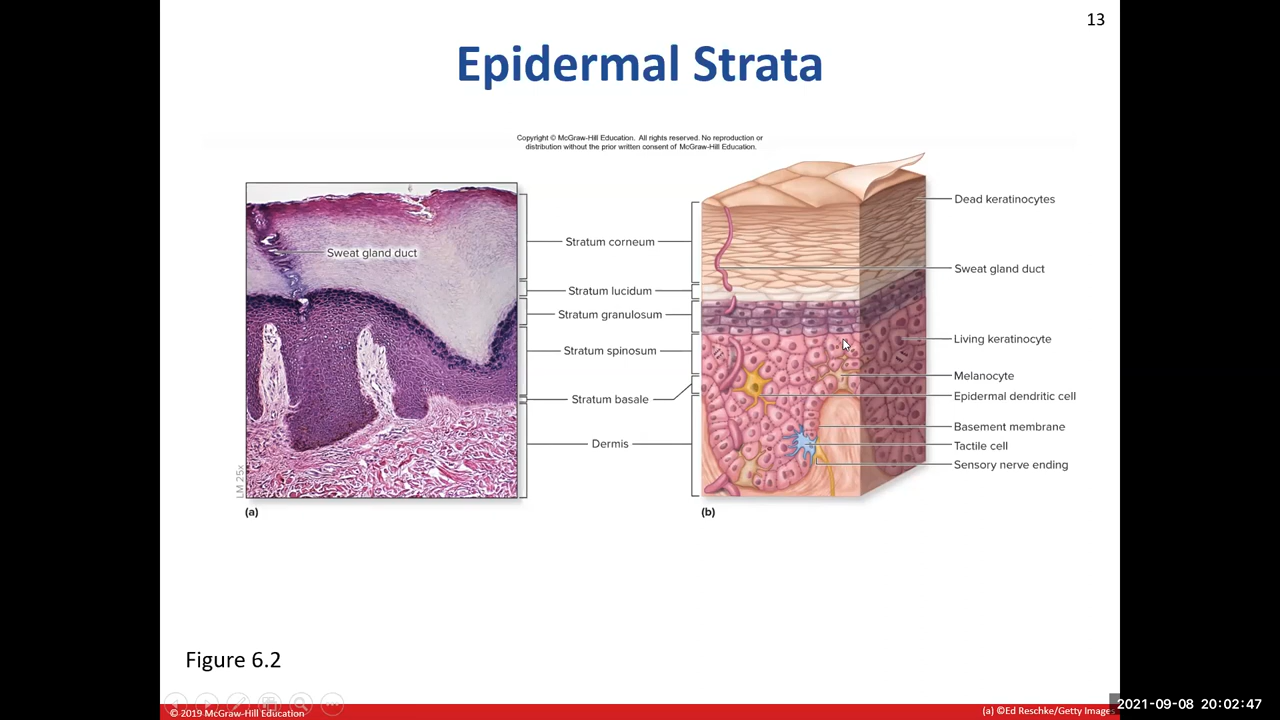 13
Epidermal Strata
Copyright © McGraw-Hill Education. All rights reserved. No reproduction or
distribution without the prior written consent of McGraw-Hill Education.
Sweat gland duct
LM 25x
(a)
Stratum corneum
Stratum lucidum
Stratum granulosum
Stratum spinosum
Stratum basale
Dermis
Dead keratinocytes
Sweat gland duct
Living keratinocyte
Melanocyte
Epidermal dendritic cell
Basement membrane
Tactile cell
Sensory nerve ending
(b)
Figure 6.2
© 2019 McGraw-Hill Education
(a) ©Ed Reschke/Getty Images
2021-09-08 20:02:47